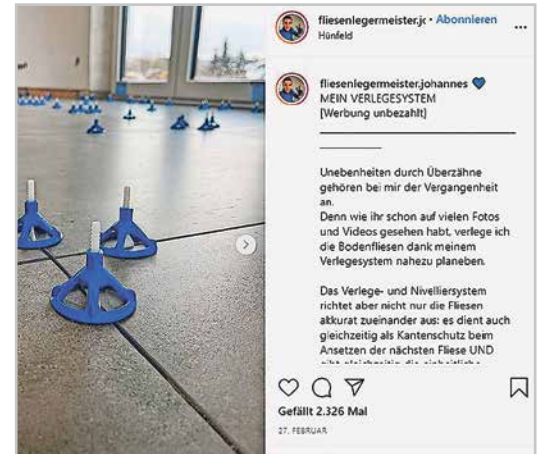 fliesenlegermeister.jc • Abonnieren
Hünfeld
fliesenlegermeister.johannes 💙
MEIN VERLEGESYSTEM
[Werbung unbezahlt]
Unebenheiten durch Überzähne
gehören bei mir der Vergangenheit
an.
Denn wie ihr schon auf vielen Fotos
und Videos gesehen habt, verlege ich
die Bodenfliesen dank meinem
Verlegesystem nahezu planeben.
Das Verlege- und Nivelliersystem
richtet aber nicht nur die Fliesen
akkurat zueinander aus: es dient auch
gleichzeitig als Kantenschutz beim
Ansetzen der nächsten Fliese UND
Gefällt 2.326 Mal
27. FEBRUAR